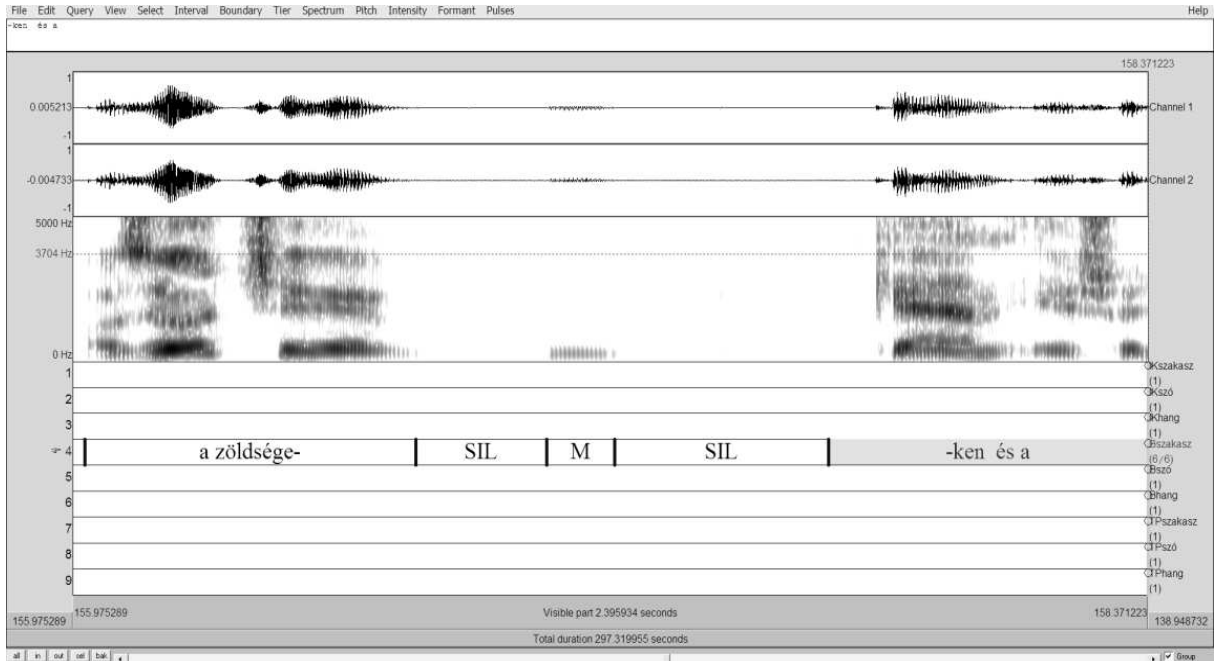 File Edit Query View Select Interval Boundary Tier Spectrum Pitch Intensity Formant Pulses Help
-ken és a
158.371223
1
0.005213
Channel 1
-1
1
-0.004733
Channel 2
-1
5000 Hz
3704 Hz
0 Hz
1 Kszakasz
(1)
2 Kszó
(1)
3 Khang
(1)
4 a zöldsége- SIL M SIL -ken és a Bszakasz
(6/6)
5 Bszó
(1)
6 Bhang
(1)
7 TPszakasz
(1)
8 TPszó
(1)
9 TPhang
(1)
155.975289 155.975289 Visible part 2.395934 seconds 158.371223 138.948732
Total duration 297.319955 seconds
all in out sel bak Group